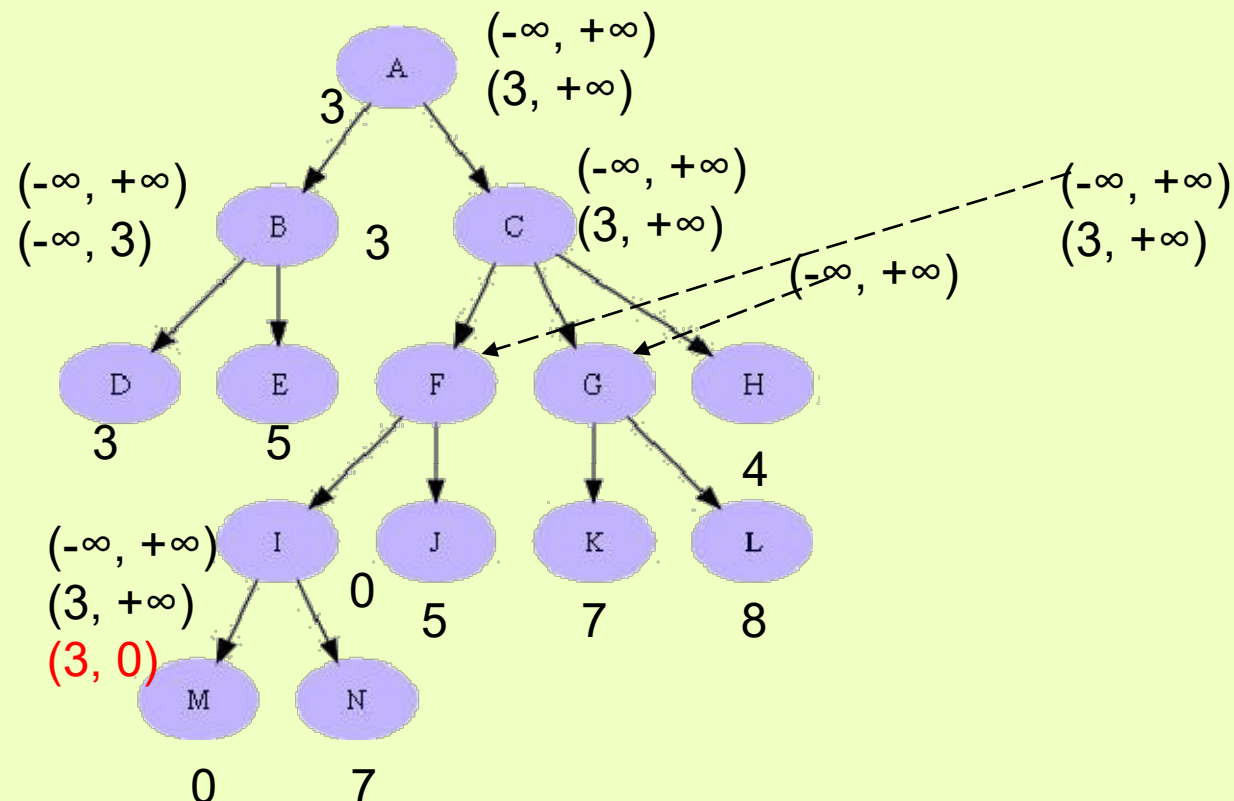 (-∞, +∞)
A
(3, +∞)
3
(-∞, +∞)
(-∞, +∞)
(-∞, +∞)
B
3
C
(3, +∞)
(-∞, 3)
(3, +∞)
(-∞, +∞)
D
E
F
G
H
3
5
4
(-∞, +∞)
I
J
K
L
(3, +∞)
0
5
7
8
(3, 0)
M
N
0
7